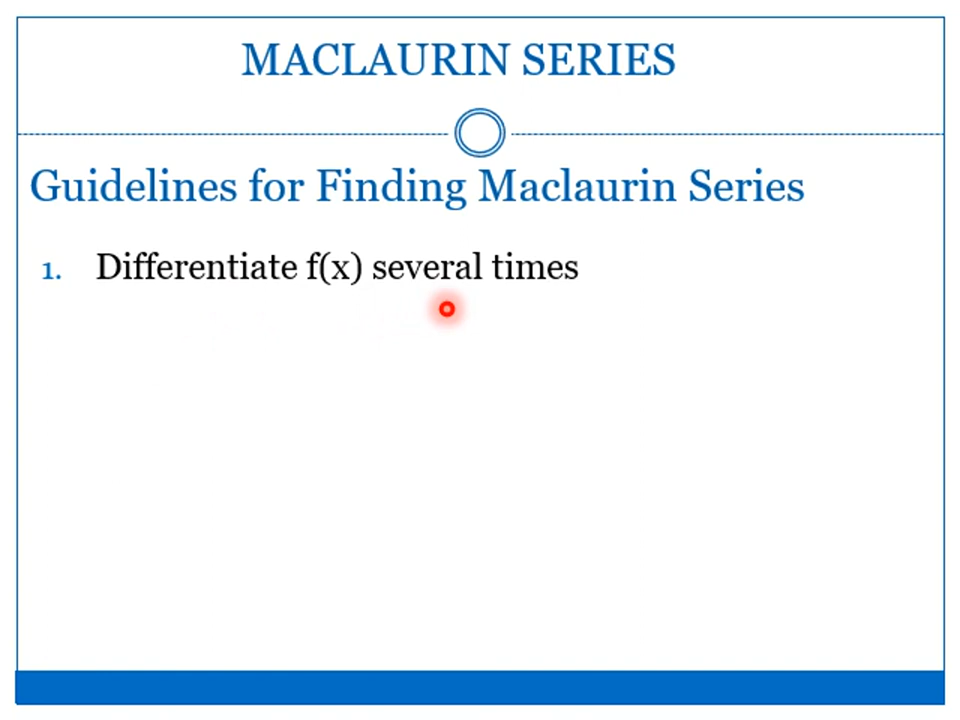 MACLAURIN SERIES
Guidelines for Finding Maclaurin Series
1. Differentiate f(x) several times